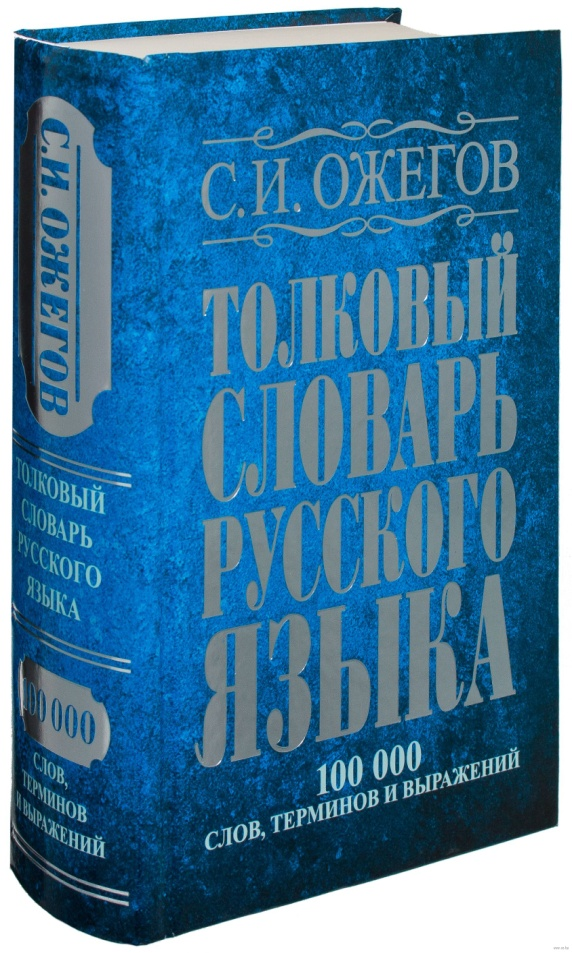 С.И. ОЖЕГОВ
ТОЛКОВЫЙ
СЛОВАРЬ
РУССКОГО
ЯЗЫКА
100 000
СЛОВ, ТЕРМИНОВ И ВЫРАЖЕНИЙ
С.И. ОЖЕГОВ
ТОЛКОВЫЙ
СЛОВАРЬ
РУССКОГО
ЯЗЫКА
100 000
СЛОВ,
ТЕРМИНОВ
И ВЫРАЖЕНИЙ